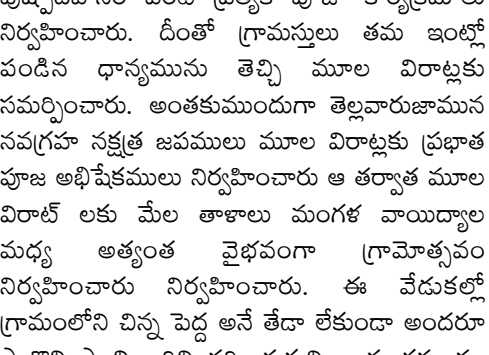 నిర్వహించారు. దీంతో గ్రామస్తులు తమ ఇంట్లో
పండిన ధాన్యమును తెచ్చి మూల విరాట్లకు
సమర్పించారు. అంతకుముందుగా తెల్లవారుజామున
నవగ్రహ నక్షత్ర జపములు మూల విరాట్లకు ప్రభాత
పూజ అభిషేకములు నిర్వహించారు ఆ తర్వాత మూల
విరాట్ లకు మేల తాళాలు మంగళ వాయిద్యాల
మధ్య అత్యంత వైభవంగా గ్రామోత్సవం
నిర్వహించారు నిర్వహించారు. ఈ వేడుకల్లో
గ్రామంలోని చిన్న పెద్ద అనే తేడా లేకుండా అందరూ